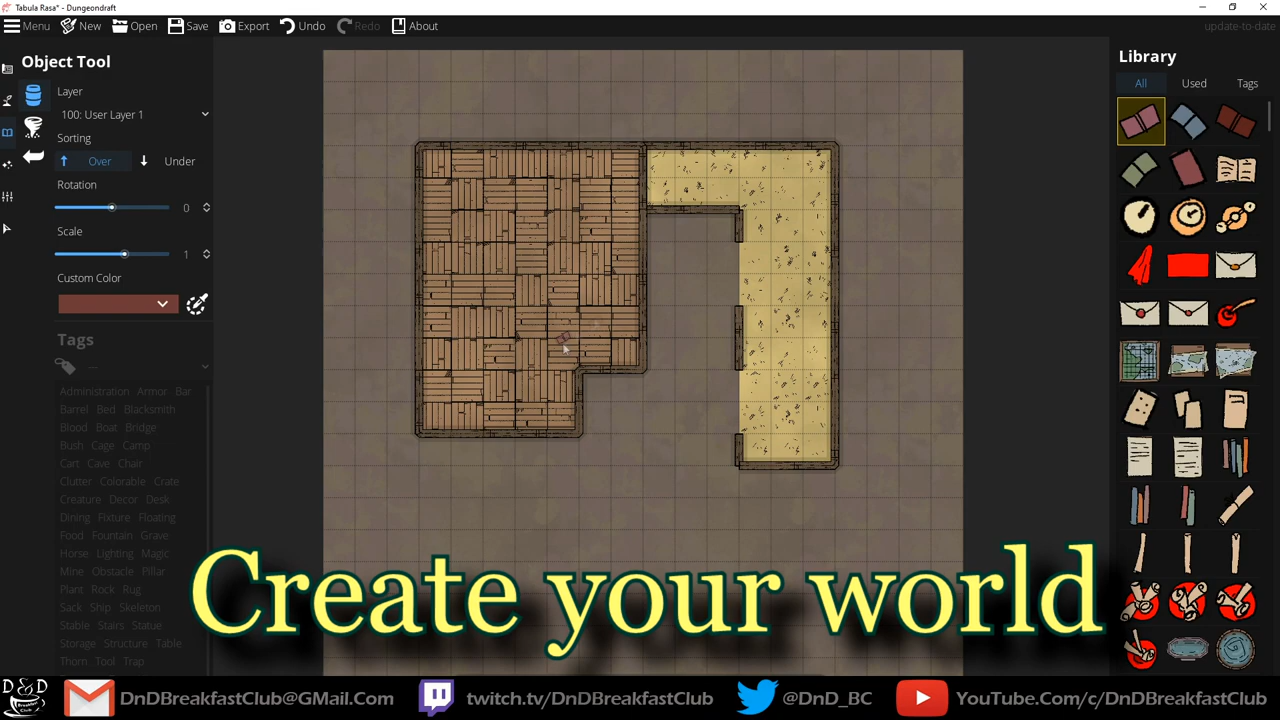 Tabula Rasa* - Dungeondraft
Menu New Open Save Export Undo Redo About update-to-date
Object Tool
Layer
100: User Layer 1
Sorting
Over Under
Rotation
0
Scale
1
Custom Color
Tags
---
Administration Armor Bar
Barrel Bed Blacksmith
Blood Boat Bridge
Bush Cage Camp
Cart Cave Chair
Clutter Colorable Crate
Creature Decor Desk
Dining Fixture Floating
Food Fountain Grave
Horse Lighting Magic
Mine Obstacle Pillar
Plant Rock Rug
Sack Ship Skeleton
Stable Stairs Statue
Storage Structure Table
Thorn Tool Trap
Library
All Used Tags
Create your world
D&D Breakfast Club
DnDBreakfastClub@GMail.Com
twitch.tv/DnDBreakfastClub
@DnD_BC
YouTube.Com/c/DnDBreakfastClub